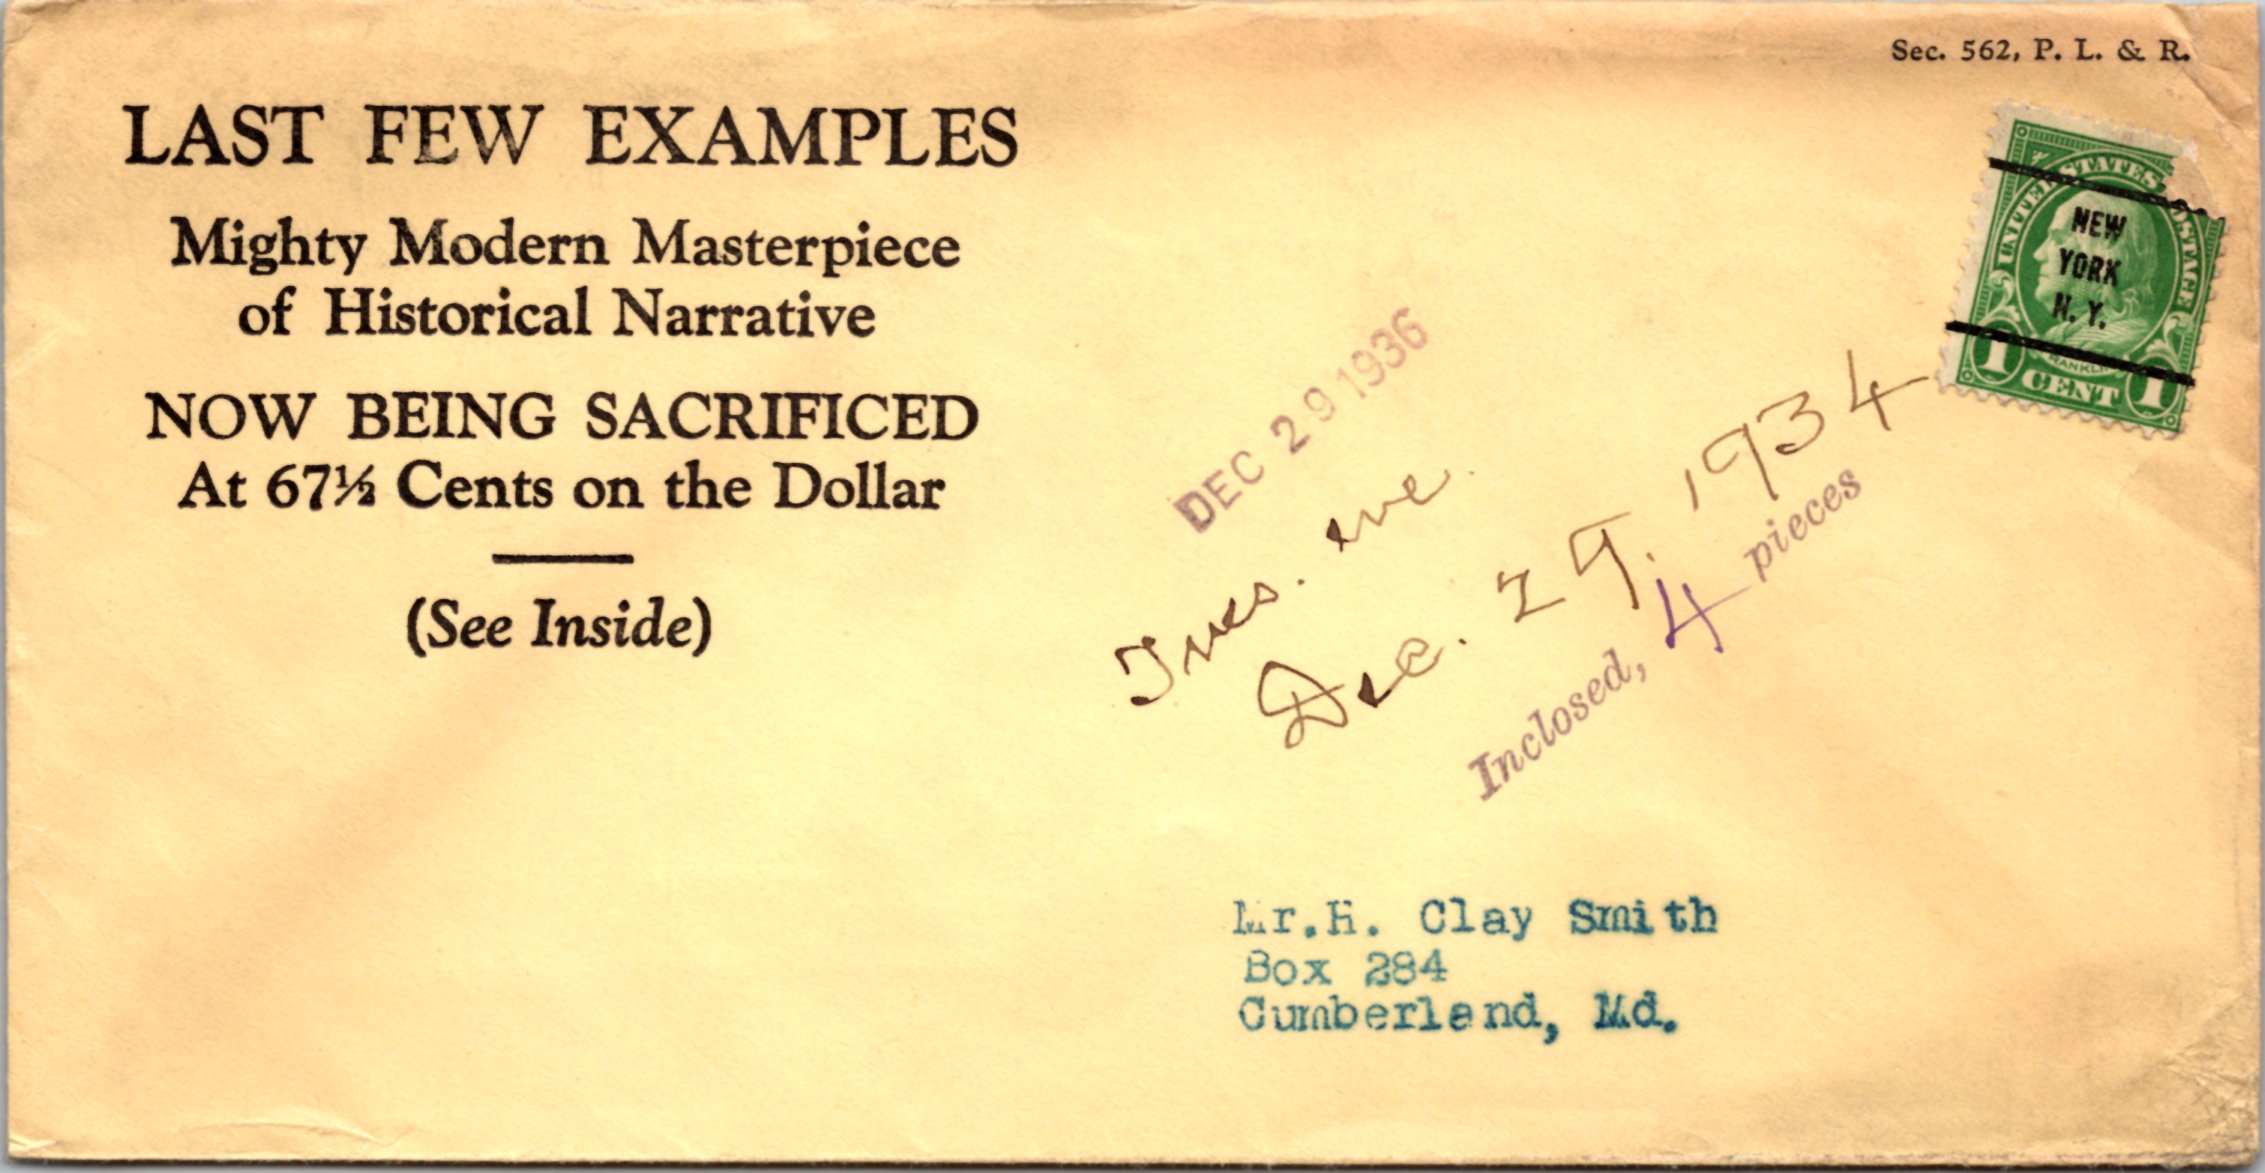 Sec. 562, P. L. & R.
LAST FEW EXAMPLES
Mighty Modern Masterpiece
of Historical Narrative
NOW BEING SACRIFICED
At 67½ Cents on the Dollar
(See Inside)
UNITED STATES POSTAGE
NEW
YORK
N. Y.
FRANKLIN
1 CENT 1
DEC 29 1936
Tues. eve.
Dec. 29. 1934
Inclosed, 4 pieces
Mr.H. Clay Smith
Box 284
Cumberland, Md.